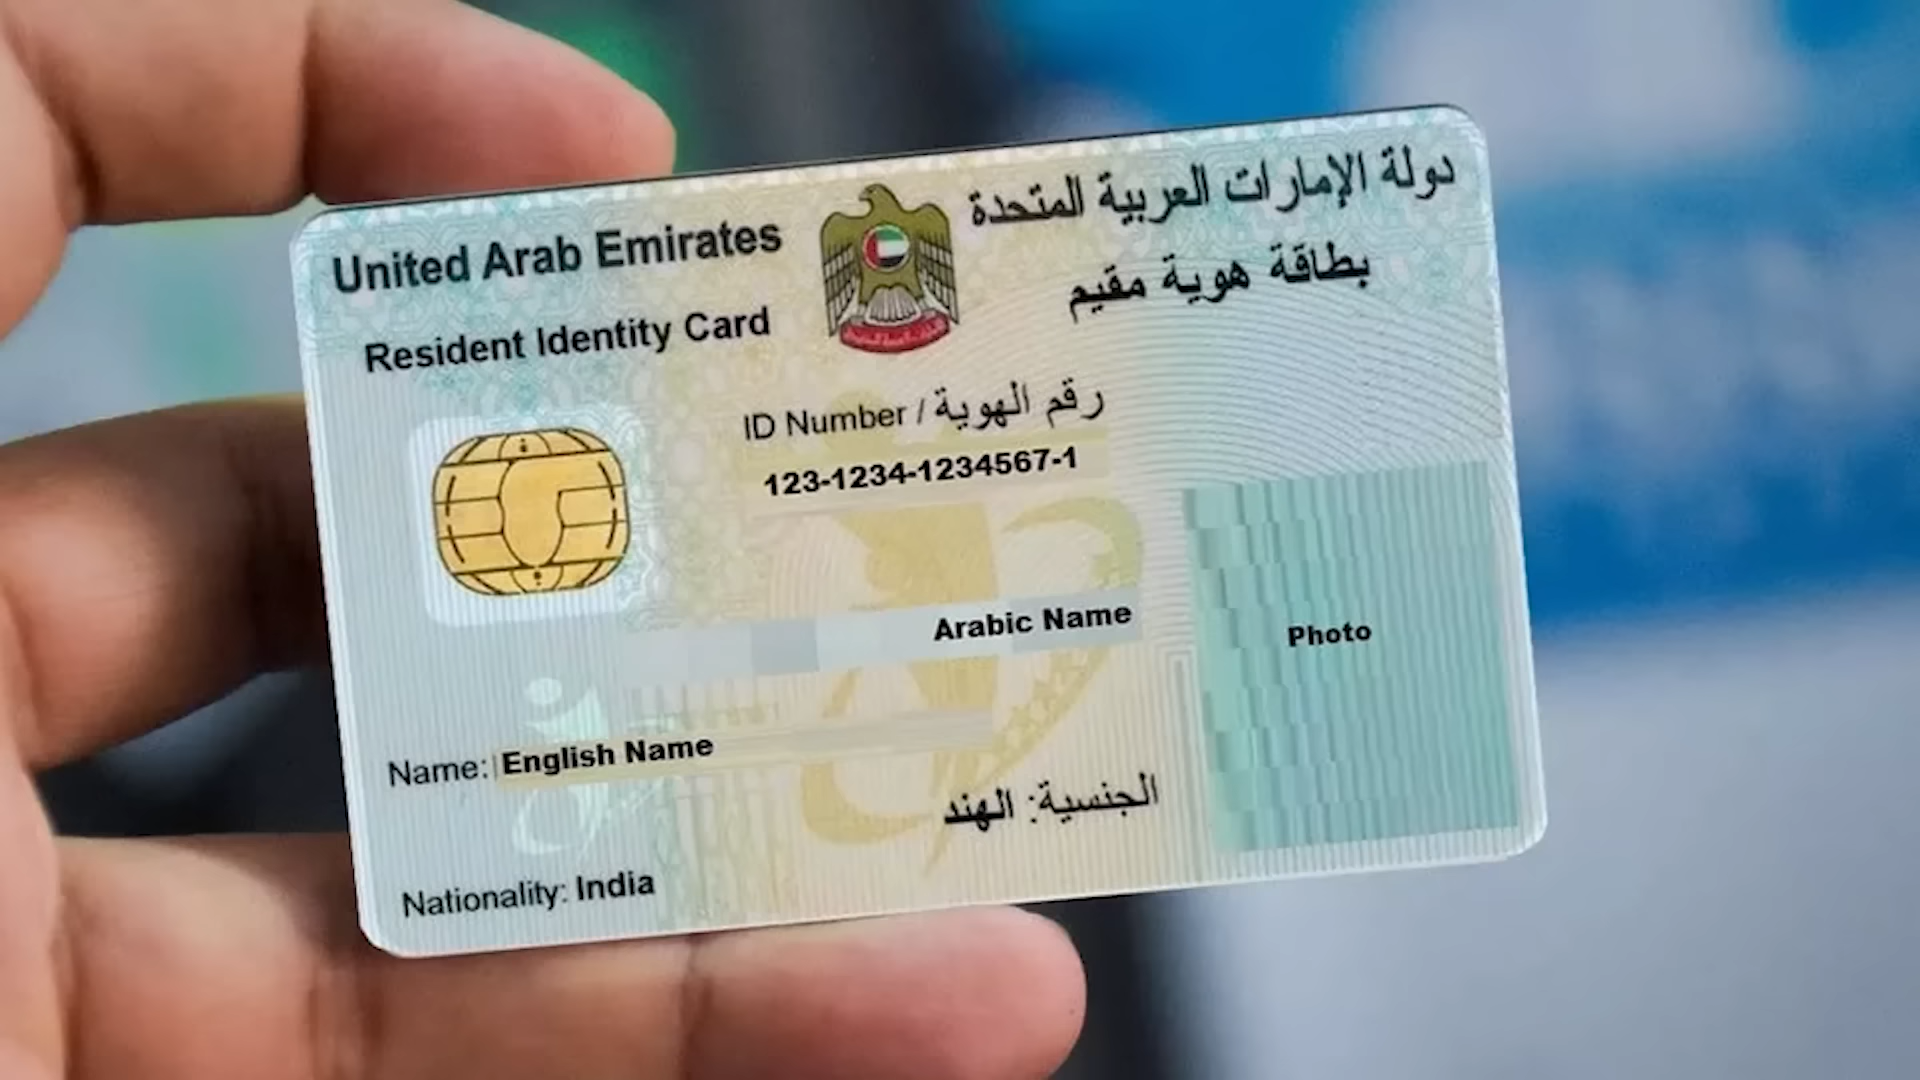 United Arab Emirates
دولة الإمارات العربية المتحدة
Resident Identity Card
بطاقة هوية مقيم
ID Number / رقم الهوية
123-1234-1234567-1
Arabic Name
Photo
Name: English Name
الجنسية: الهند
Nationality: India